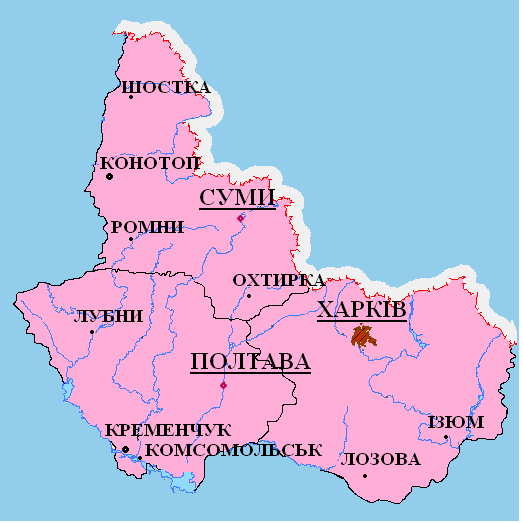 ШОСТКА
КОНОТОП
СУМИ
РОМНИ
ОХТИРКА
ХАРКІВ
ЛУБНИ
ПОЛТАВА
ІЗЮМ
КРЕМЕНЧУК
КОМСОМОЛЬСЬК
ЛОЗОВА